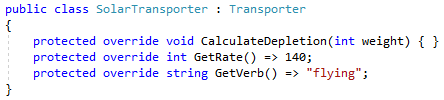 public class SolarTransporter : Transporter
{
    protected override void CalculateDepletion(int weight) { }
    protected override int GetRate() => 140;
    protected override string GetVerb() => "flying";
}